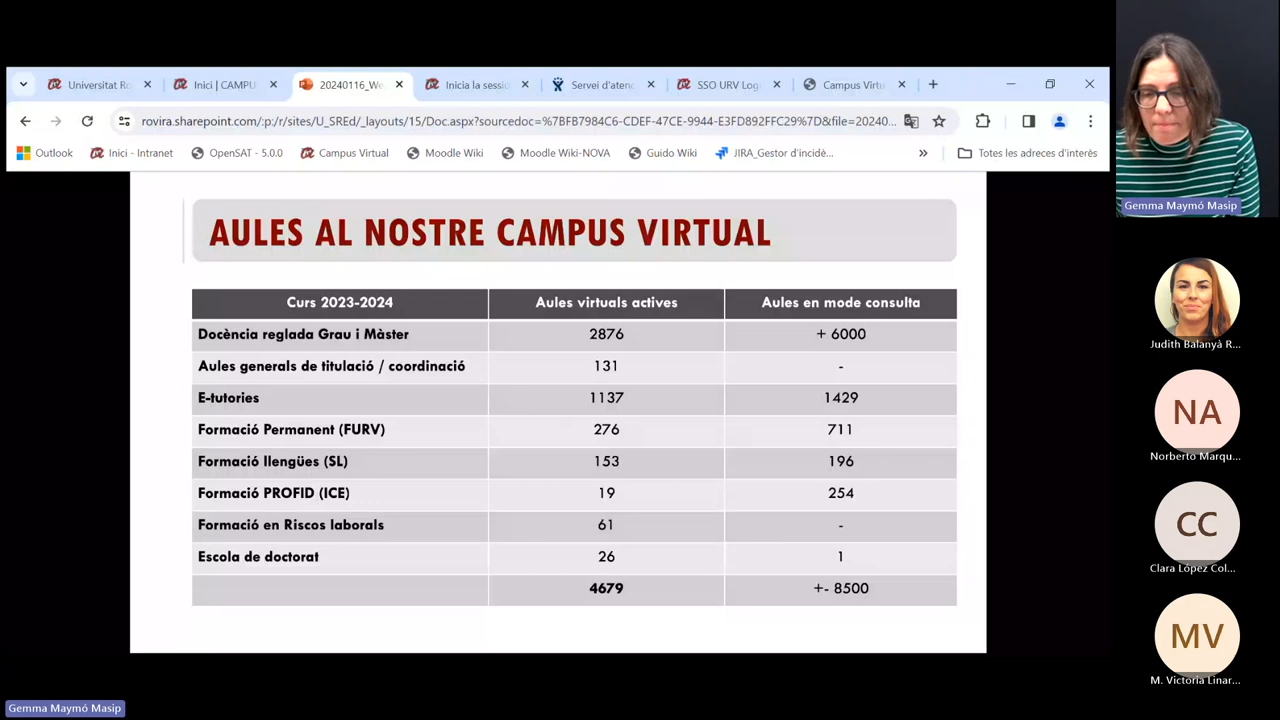 Universitat Ro
Inici | CAMPU
20240116_We
Inicia la sessio
Servei d'atenc
SSO URV Logi
Campus Virtu
rovira.sharepoint.com/:p:/r/sites/U_SREd/_layouts/15/Doc.aspx?sourcedoc=%7BFB7984C6-CDEF-47CE-9944-E3FD892FFC29%7D&file=20240...
Outlook
Inici - Intranet
OpenSAT - 5.0.0
Campus Virtual
Moodle Wiki
Moodle Wiki-NOVA
Guido Wiki
JIRA_Gestor d'incidè...
»
Totes les adreces d'interès
AULES AL NOSTRE CAMPUS VIRTUAL
Curs 2023-2024 Aules virtuals actives Aules en mode consulta
Docència reglada Grau i Màster 2876 + 6000
Aules generals de titulació / coordinació 131 -
E-tutories 1137 1429
Formació Permanent (FURV) 276 711
Formació llengües (SL) 153 196
Formació PROFID (ICE) 19 254
Formació en Riscos laborals 61 -
Escola de doctorat 26 1
4679 +- 8500
Gemma Maymó Masip
Judith Balanyà R...
NA
Norberto Marqu...
CC
Clara López Col...
MV
M. Victoria Linar...
Gemma Maymó Masip